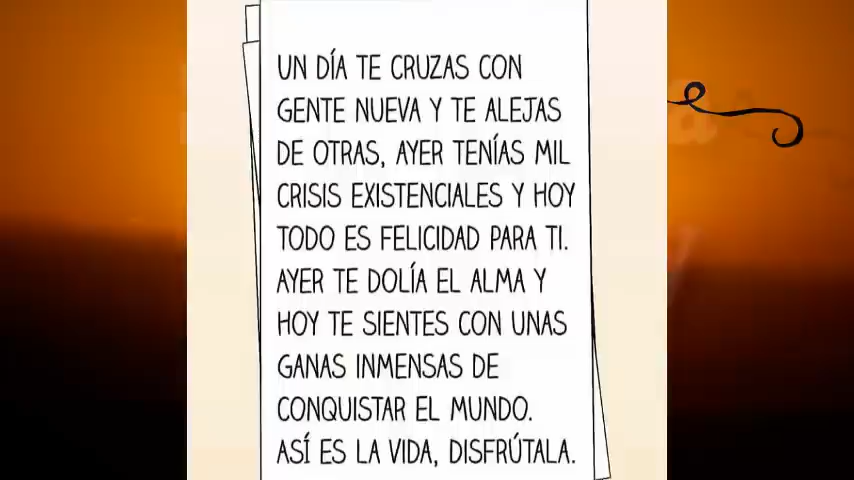 UN DÍA TE CRUZAS CON
GENTE NUEVA Y TE ALEJAS
DE OTRAS, AYER TENÍAS MIL
CRISIS EXISTENCIALES Y HOY
TODO ES FELICIDAD PARA TI.
AYER TE DOLÍA EL ALMA Y
HOY TE SIENTES CON UNAS
GANAS INMENSAS DE
CONQUISTAR EL MUNDO.
ASÍ ES LA VIDA, DISFRÚTALA.